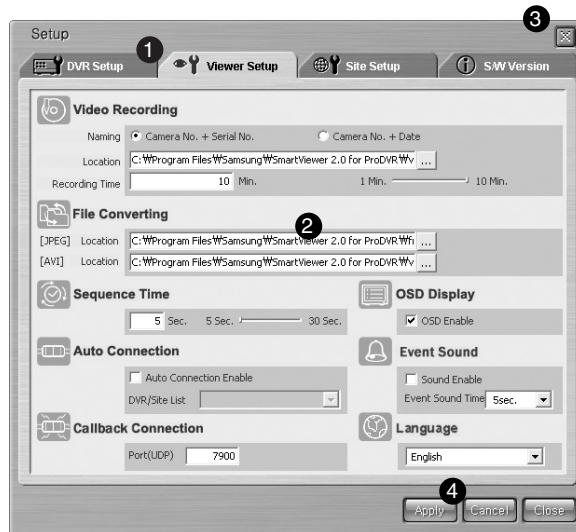 Setup
3
1
DVR Setup
Viewer Setup
Site Setup
S/W Version
Video Recording
Naming Camera No. + Serial No. Camera No. + Date
Location C:₩Program Files₩Samsung₩SmartViewer 2.0 for ProDVR₩v ...
Recording Time 10 Min. 1 Min. 10 Min.
File Converting
2
[JPEG] Location C:₩Program Files₩Samsung₩SmartViewer 2.0 for ProDVR₩fi ...
[AVI] Location C:₩Program Files₩Samsung₩SmartViewer 2.0 for ProDVR₩v ...
Sequence Time
5 Sec. 5 Sec. 30 Sec.
OSD Display
OSD Enable
Auto Connection
Auto Connection Enable
DVR/Site List
Event Sound
Sound Enable
Event Sound Time 5sec.
Callback Connection
Port(UDP) 7900
Language
English
4
Apply Cancel Close